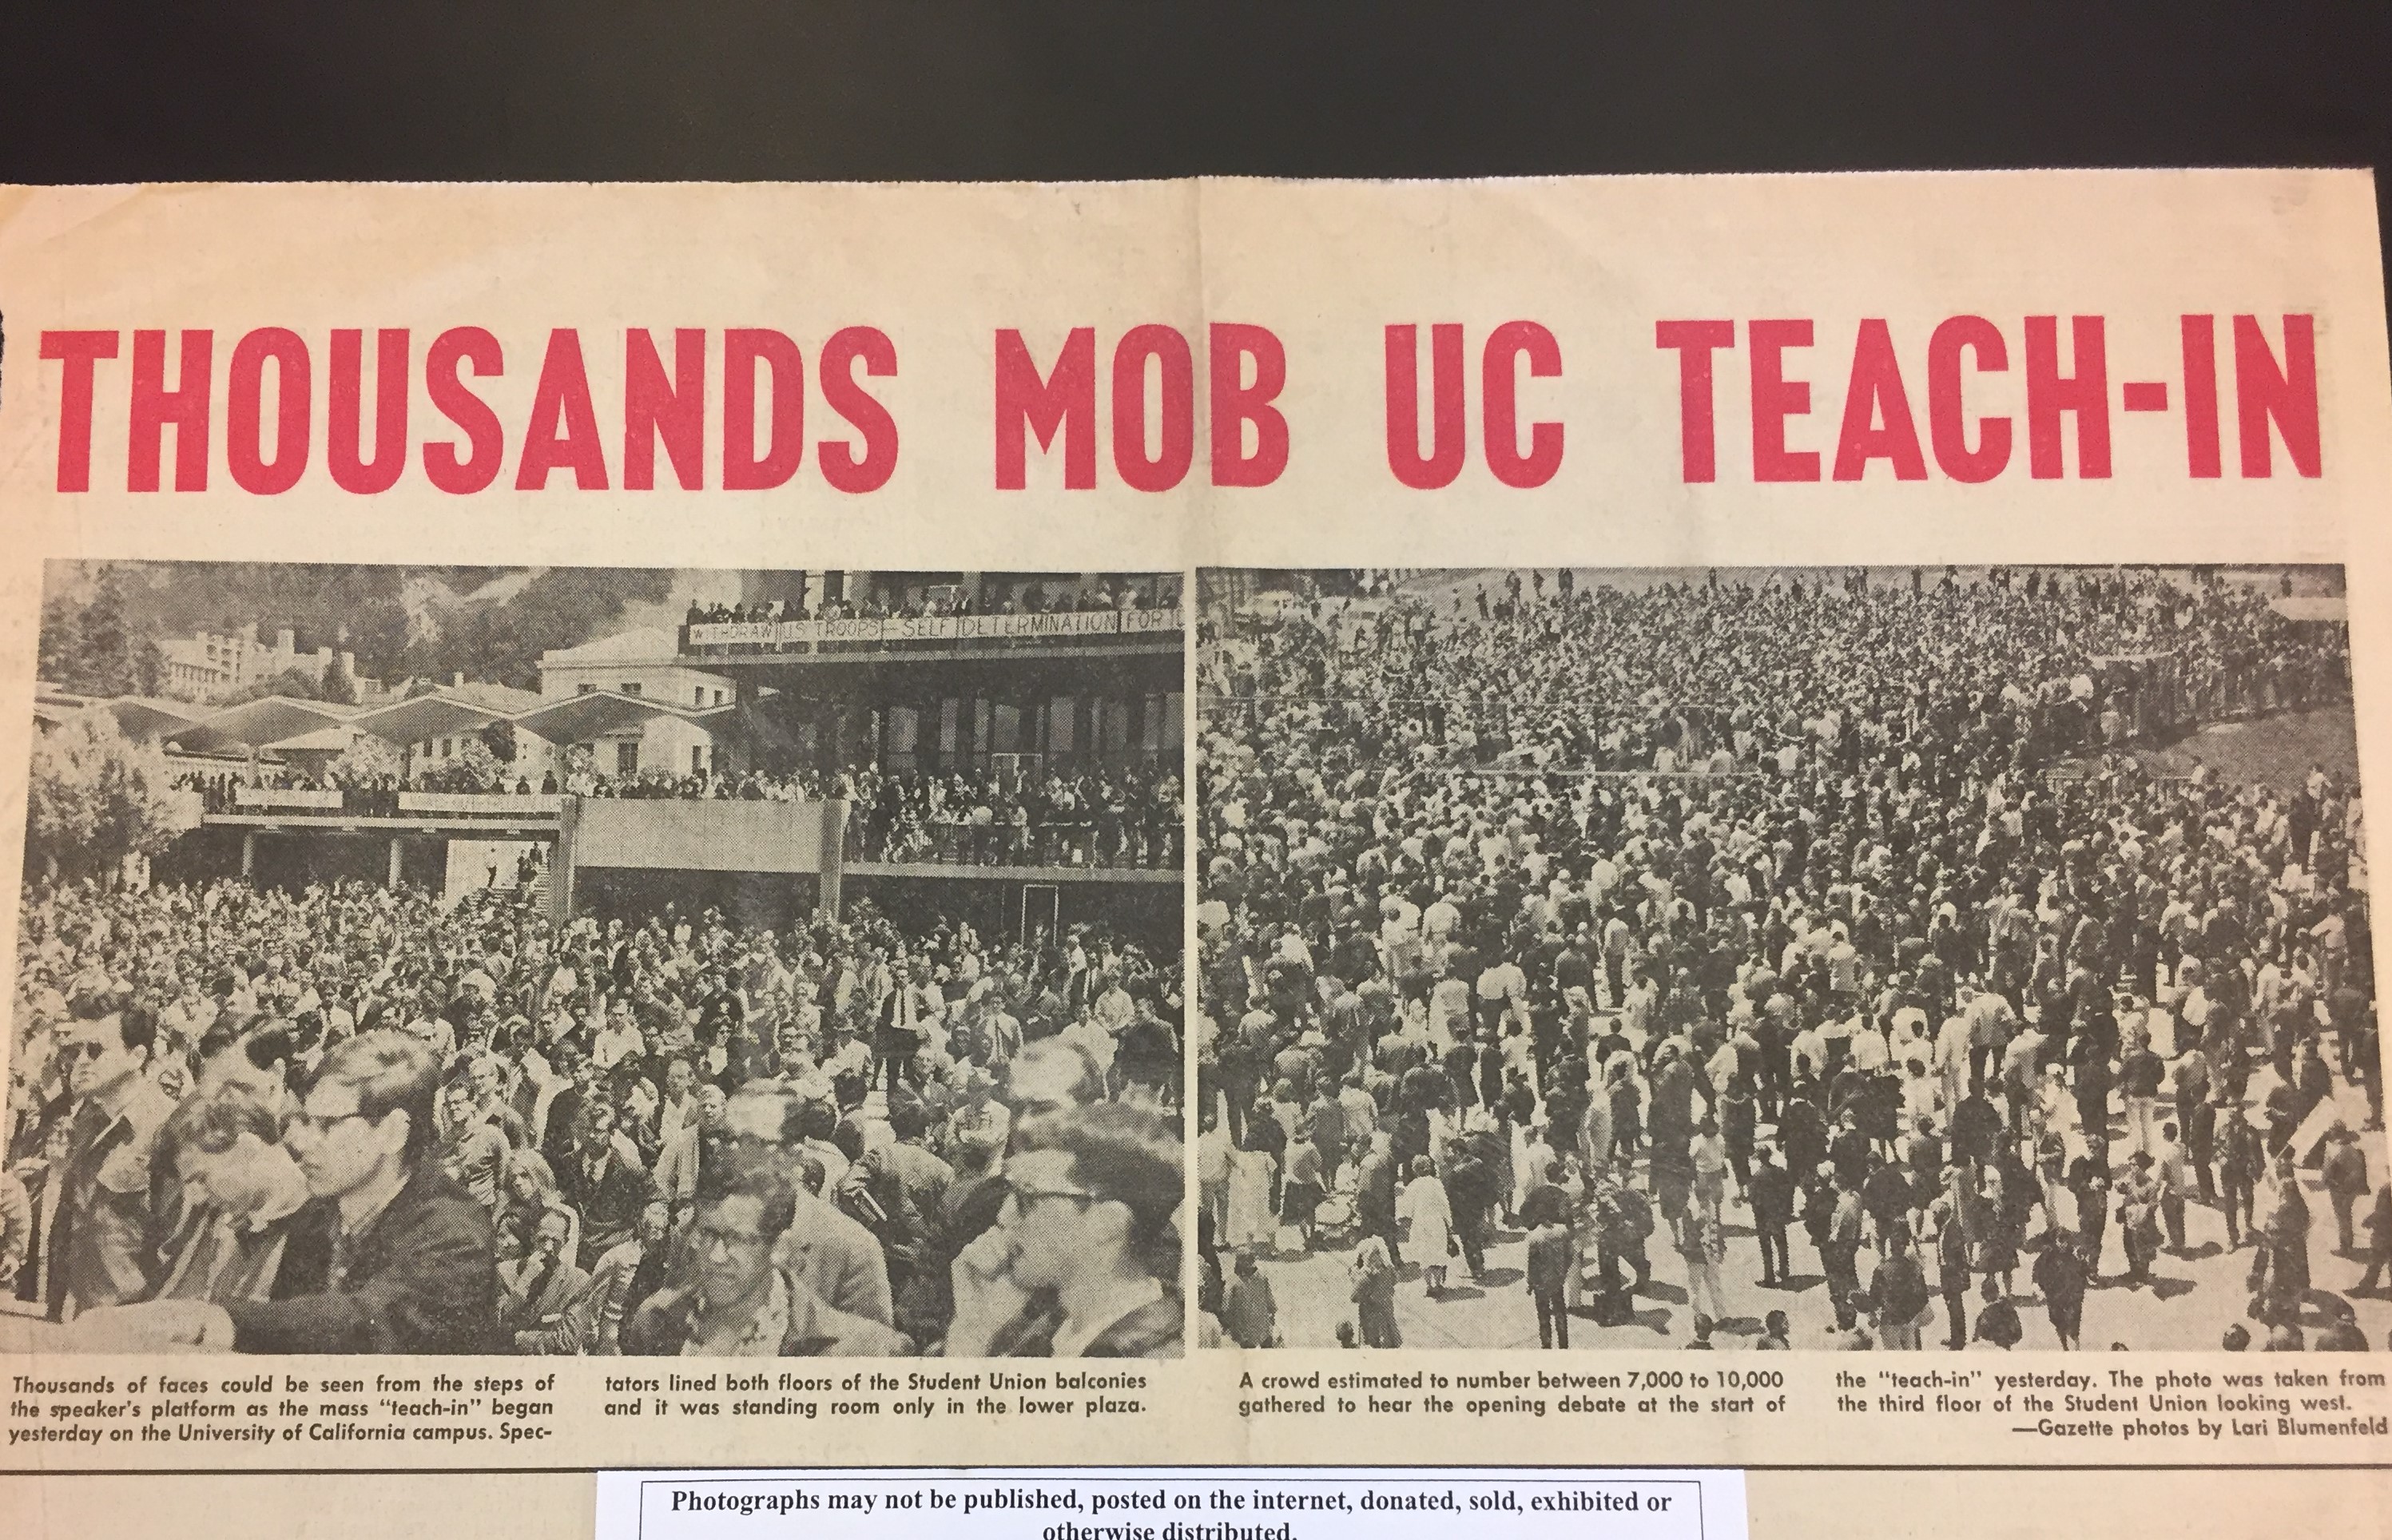 THOUSANDS MOB UC TEACH-IN
WITHDRAW US TROOPS – SELF DETERMINATION FOR
Thousands of faces could be seen from the steps of
the speaker's platform as the mass "teach-in" began
yesterday on the University of California campus. Spec-
tators lined both floors of the Student Union balconies
and it was standing room only in the lower plaza.
A crowd estimated to number between 7,000 to 10,000
gathered to hear the opening debate at the start of
the "teach-in" yesterday. The photo was taken from
the third floor of the Student Union looking west.
—Gazette photos by Lari Blumenfeld
Photographs may not be published, posted on the internet, donated, sold, exhibited or
otherwise distributed.